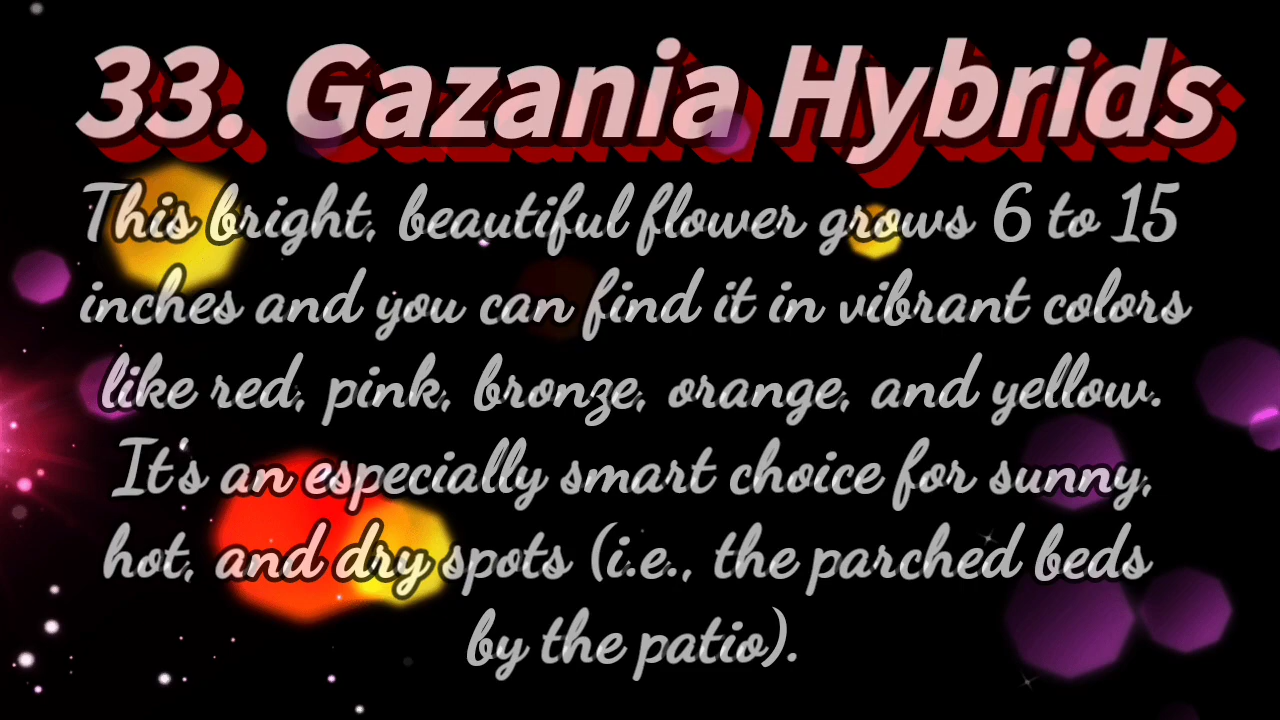 33. Gazania Hybrids
This bright, beautiful flower grows 6 to 15
inches and you can find it in vibrant colors
like red, pink, bronze, orange, and yellow.
It's an especially smart choice for sunny,
hot, and dry spots (i.e., the parched beds
by the patio).